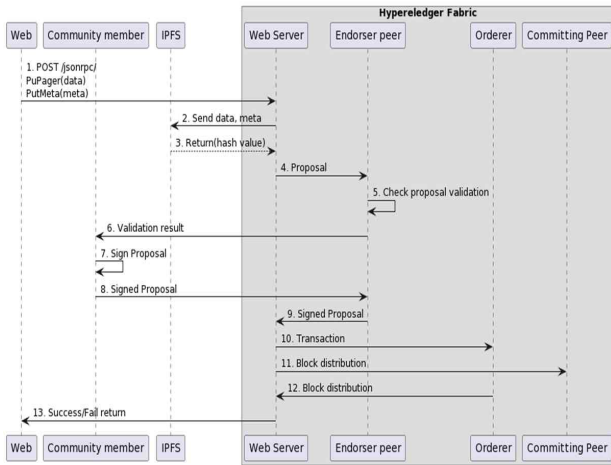 Hypereledger Fabric
Web
Community member
IPFS
Web Server
Endorser peer
Orderer
Committing Peer
1. POST /jsonrpc/
PuPager(data)
PutMeta(meta)
2. Send data, meta
3. Return(hash value)
4. Proposal
5. Check proposal validation
6. Validation result
7. Sign Proposal
8. Signed Proposal
9. Signed Proposal
10. Transaction
11. Block distribution
12. Block distribution
13. Success/Fail return
Web
Community member
IPFS
Web Server
Endorser peer
Orderer
Committing Peer